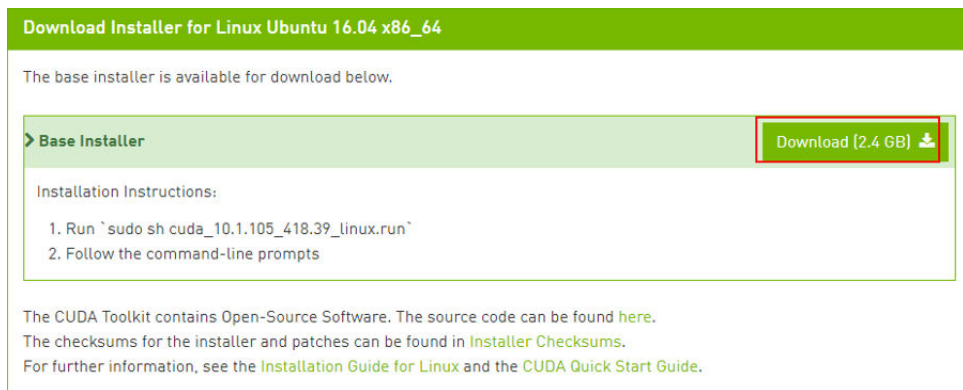 Download Installer for Linux Ubuntu 16.04 x86_64
The base installer is available for download below.
Base Installer
Download (2.4 GB)
Installation Instructions:
1. Run `sudo sh cuda_10.1.105_418.39_linux.run`
2. Follow the command-line prompts
The CUDA Toolkit contains Open-Source Software. The source code can be found here.
The checksums for the installer and patches can be found in Installer Checksums.
For further information, see the Installation Guide for Linux and the CUDA Quick Start Guide.